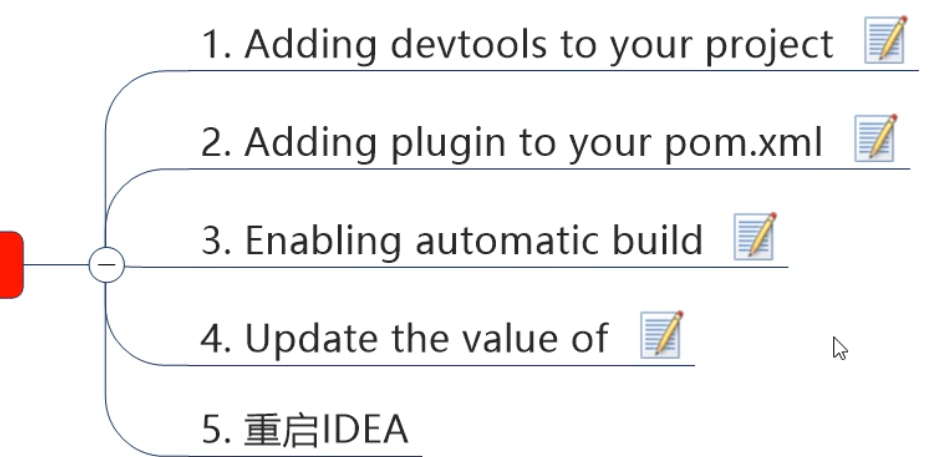 1. Adding devtools to your project
2. Adding plugin to your pom.xml
3. Enabling automatic build
4. Update the value of
5. 重启IDEA